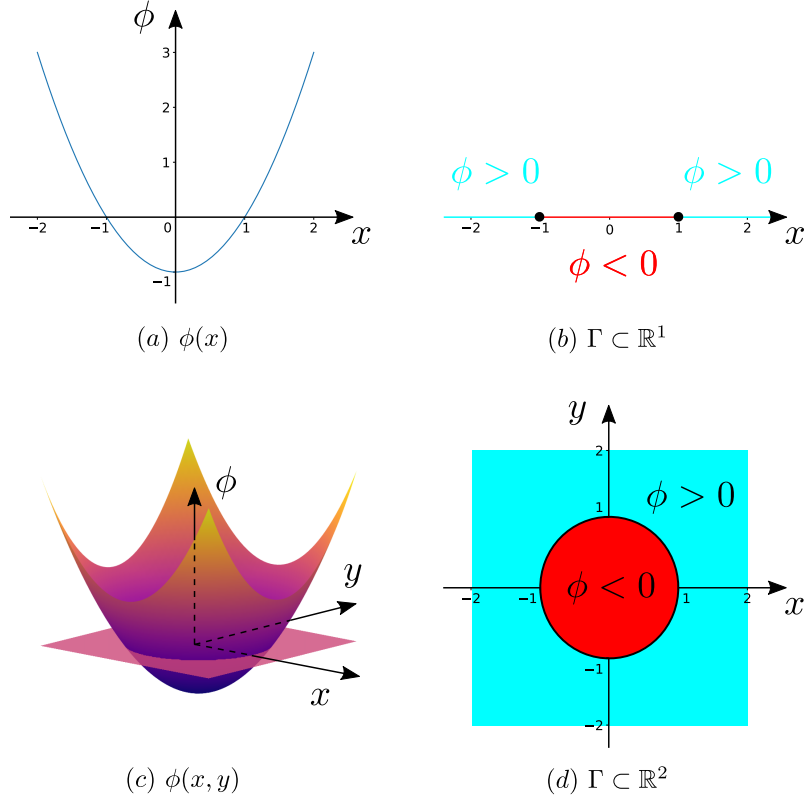 ϕ
3
2
1
−2 −1 0 1 2 x
−1
(a) ϕ(x)
ϕ > 0 ϕ > 0
−2 −1 0 1 2 x
ϕ < 0
(b) Γ ⊂ ℝ¹
ϕ
y
x
(c) ϕ(x, y)
y
2
ϕ > 0
1
ϕ < 0
−2 −1 1 2 x
−1
−2
(d) Γ ⊂ ℝ²